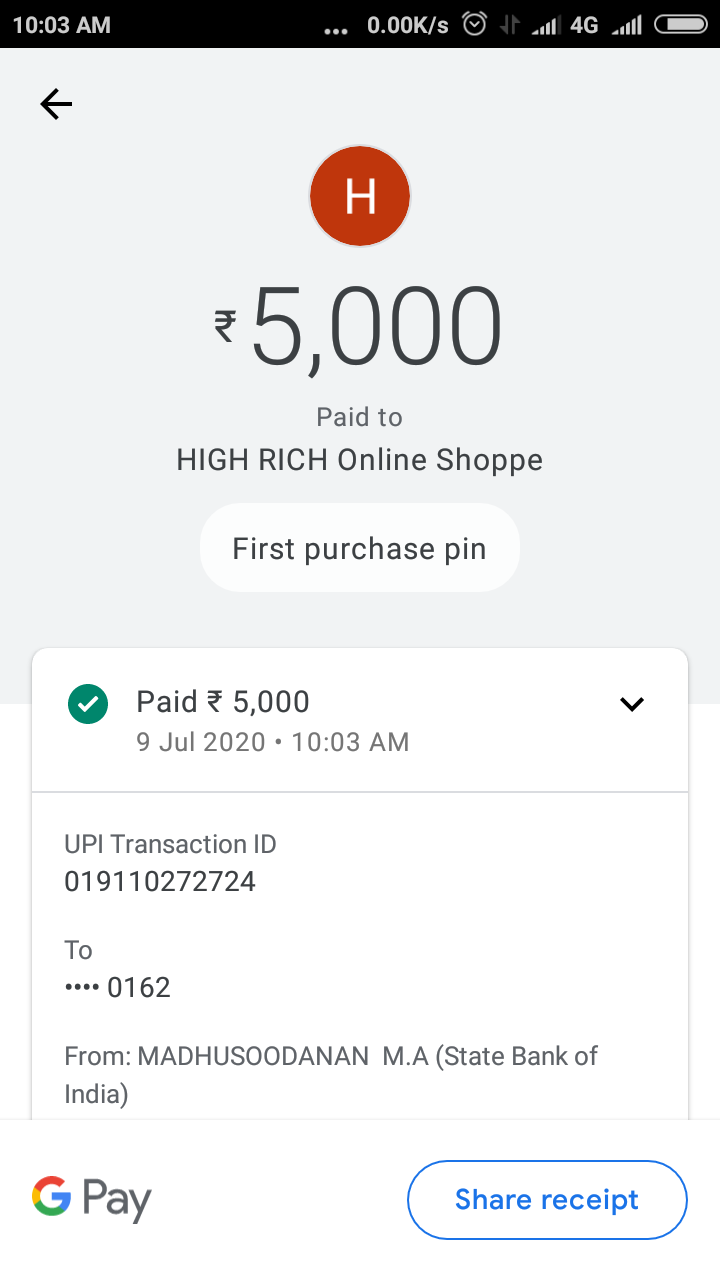 10:03 AM ... 0.00K/s 4G
H
₹5,000
Paid to
HIGH RICH Online Shoppe
First purchase pin
Paid ₹ 5,000
9 Jul 2020 • 10:03 AM
UPI Transaction ID
019110272724
To
•••• 0162
From: MADHUSOODANAN  M.A (State Bank of
India)
G Pay
Share receipt